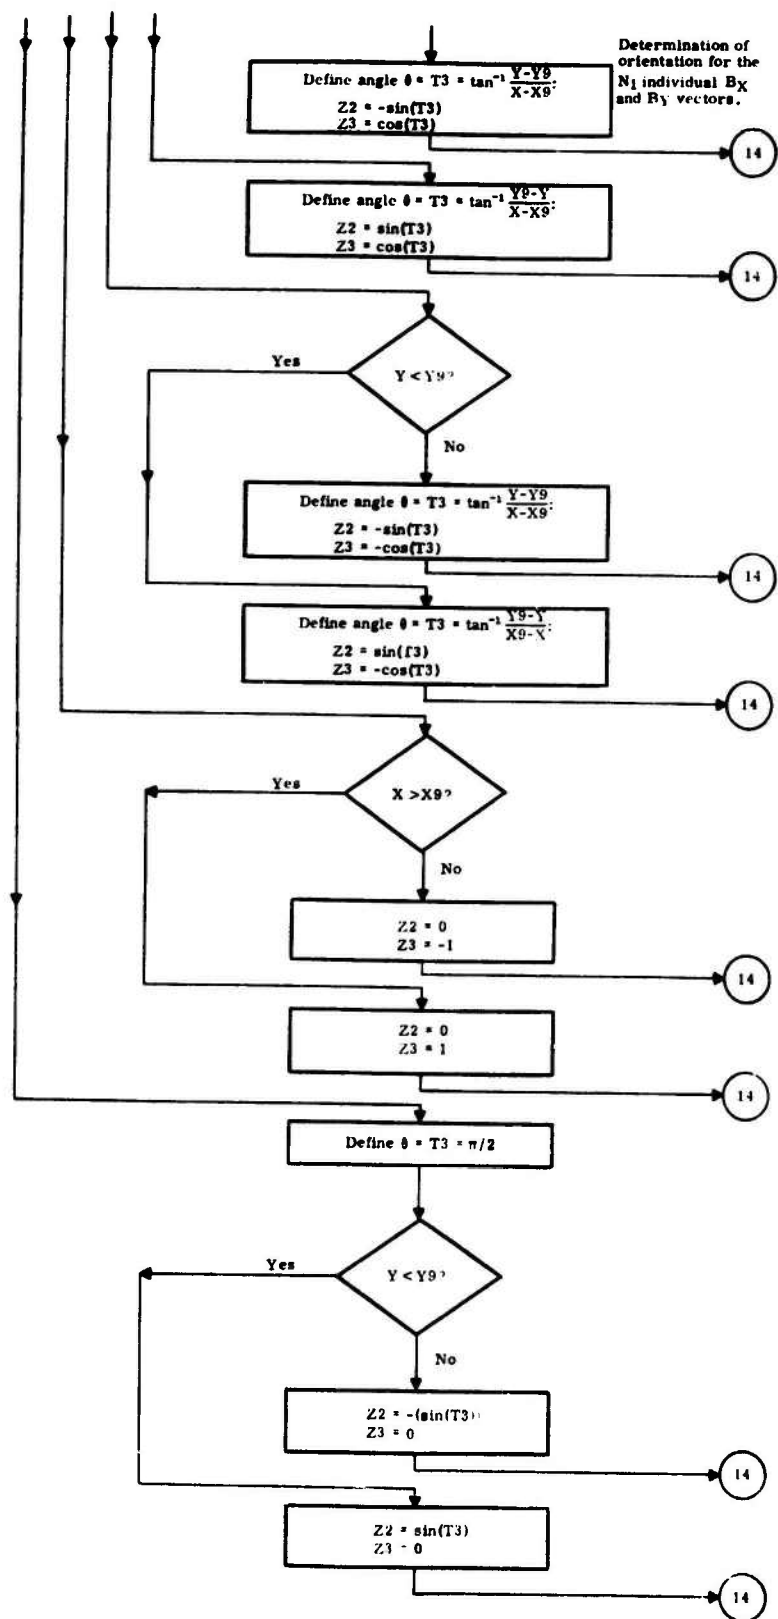 Determination of
orientation for the
N1 individual BX
and BY vectors.
Define angle θ = T3 = tan⁻¹ Y-Y9
X-X9:
Z2 = -sin(T3)
Z3 = cos(T3)
14
Define angle θ = T3 = tan⁻¹ Y9-Y
X-X9:
Z2 = sin(T3)
Z3 = cos(T3)
14
Yes
Y < Y9?
No
Define angle θ = T3 = tan⁻¹ Y-Y9
X-X9:
Z2 = -sin(T3)
Z3 = -cos(T3)
14
Define angle θ = T3 = tan⁻¹ Y9-Y
X9-X:
Z2 = sin(T3)
Z3 = -cos(T3)
14
Yes
X >X9?
No
Z2 = 0
Z3 = -1
14
Z2 = 0
Z3 = 1
14
Define θ = T3 = π/2
Yes
Y < Y9?
No
Z2 = -(sin(T3))
Z3 = 0
14
Z2 = sin(T3)
Z3 = 0
14